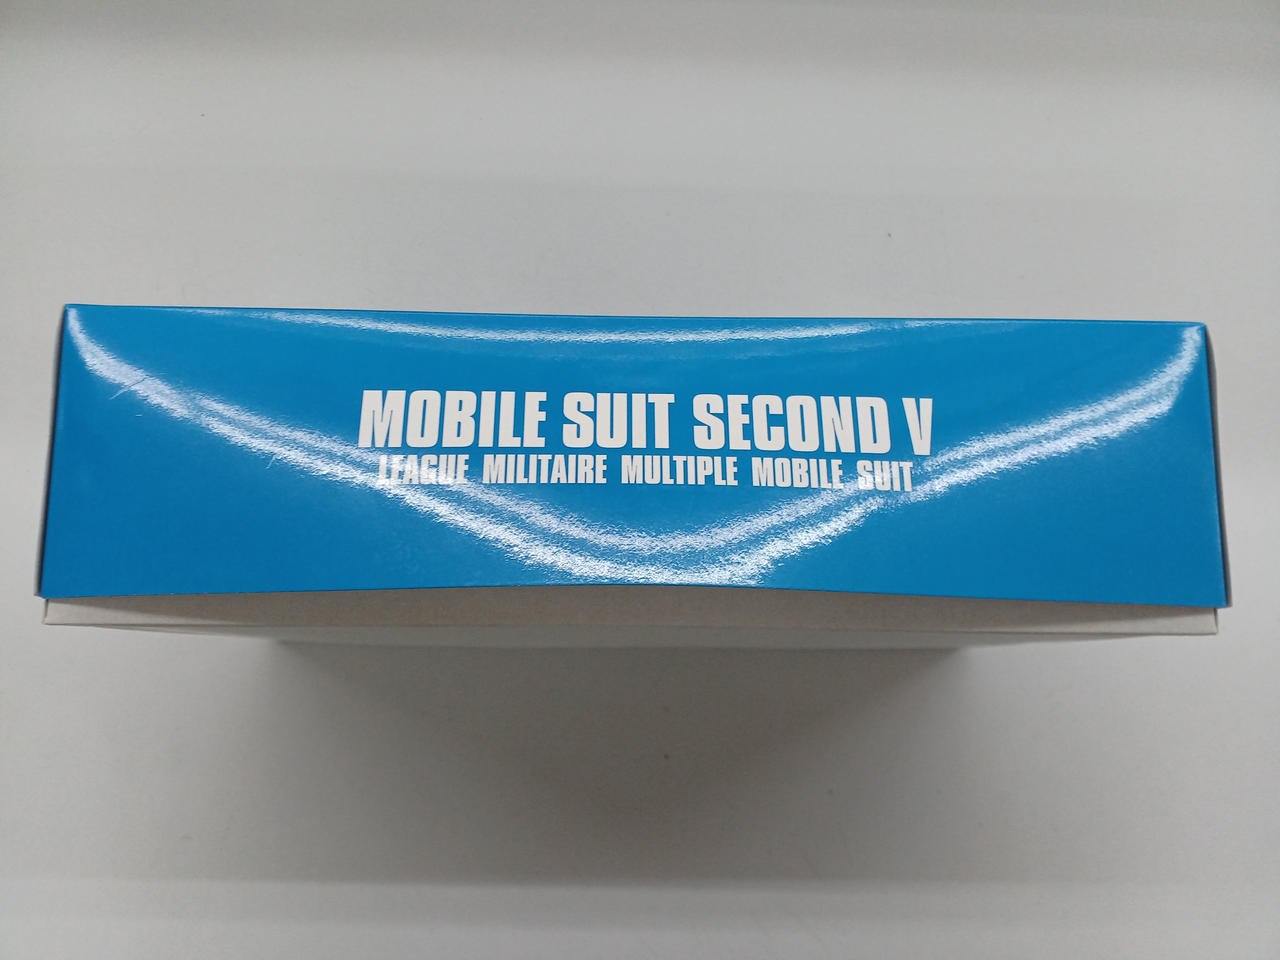 MOBILE SUIT SECOND V
LEAGUE MILITAIRE MULTIPLE MOBILE SUIT